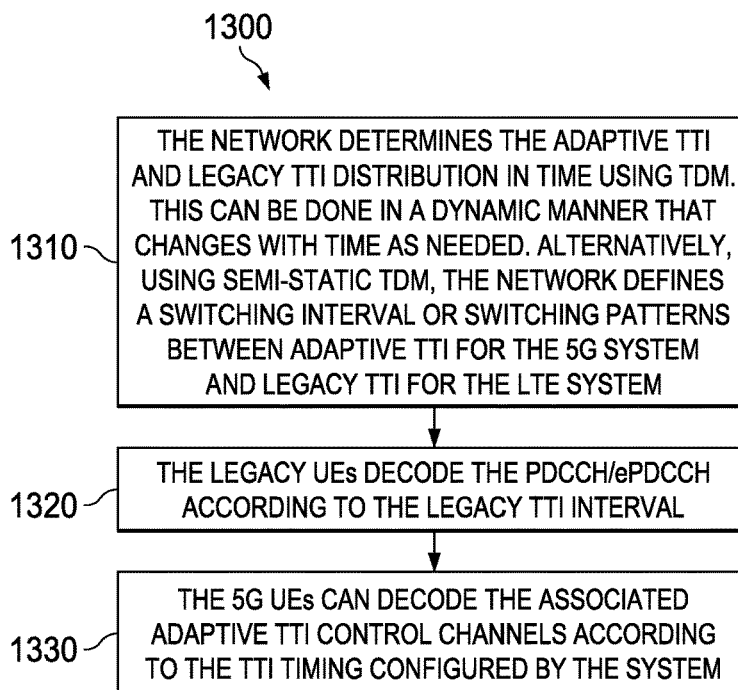 1300
THE NETWORK DETERMINES THE ADAPTIVE TTI
AND LEGACY TTI DISTRIBUTION IN TIME USING TDM.
THIS CAN BE DONE IN A DYNAMIC MANNER THAT
1310
CHANGES WITH TIME AS NEEDED. ALTERNATIVELY,
USING SEMI-STATIC TDM, THE NETWORK DEFINES
A SWITCHING INTERVAL OR SWITCHING PATTERNS
BETWEEN ADAPTIVE TTI FOR THE 5G SYSTEM
AND LEGACY TTI FOR THE LTE SYSTEM
1320
THE LEGACY UEs DECODE THE PDCCH/ePDCCH
ACCORDING TO THE LEGACY TTI INTERVAL
1330
THE 5G UEs CAN DECODE THE ASSOCIATED
ADAPTIVE TTI CONTROL CHANNELS ACCORDING
TO THE TTI TIMING CONFIGURED BY THE SYSTEM